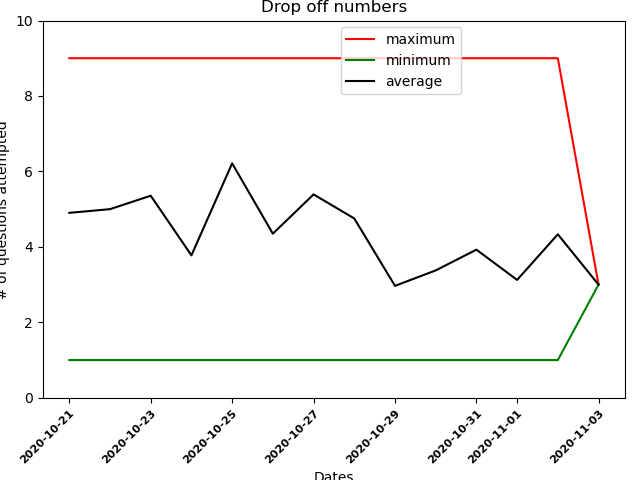 Drop off numbers
maximum
minimum
average
# of questions attempted
10
8
6
4
2
0
2020-10-21
2020-10-23
2020-10-25
2020-10-27
2020-10-29
2020-10-31
2020-11-01
2020-11-03
Dates